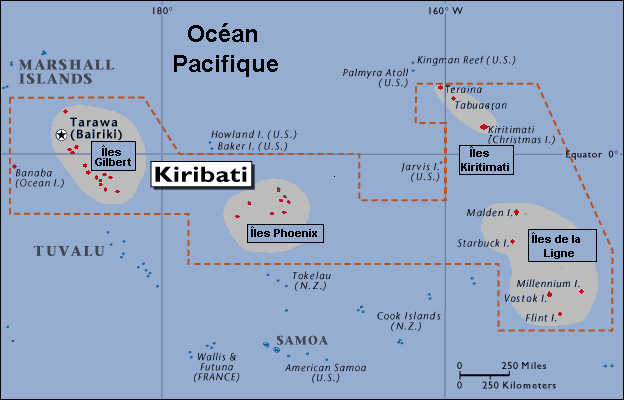 180°
160° W
Océan
Pacifique
MARSHALL
ISLANDS
Kingman Reef (U.S.)
Palmyra Atoll (U.S.)
Teraina
Tabuaeran
Tarawa
(Bairiki)
Howland I. (U.S.)
Baker I. (U.S.)
Kiritimati
(Christmas I.)
Îles
Gilbert
Îles
Kiritimati
Equator 0°
Banaba
(Ocean I.)
Kiribati
Jarvis I.
(U.S.)
Malden I.
Îles Phoenix
Starbuck I.
Îles de la
Ligne
TUVALU
Tokelau
(N.Z.)
Millennium I.
Vostok I.
Flint I.
Cook Islands
(N.Z.)
SAMOA
Wallis &
Futuna
(FRANCE)
American Samoa
(U.S.)
0 250 Miles
0 250 Kilometers